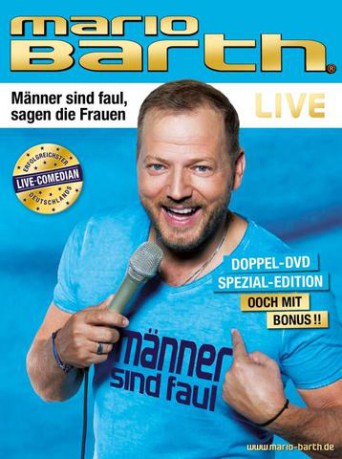 mario
BARTH®
Männer sind faul,
sagen die Frauen
LIVE
ERFOLGREICHSTER
LIVE-COMEDIAN
DEUTSCHLANDS
DOPPEL-DVD
SPEZIAL-EDITION
OOCH MIT
BONUS !!
männer
sind faul
www.mario-barth.de